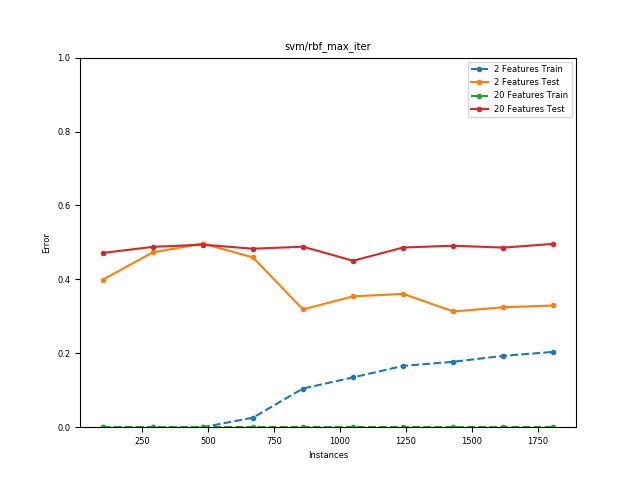 svm/rbf_max_iter
1.0
0.8
0.6
0.4
0.2
0.0
Error
2 Features Train
2 Features Test
20 Features Train
20 Features Test
250
500
750
1000
1250
1500
1750
Instances